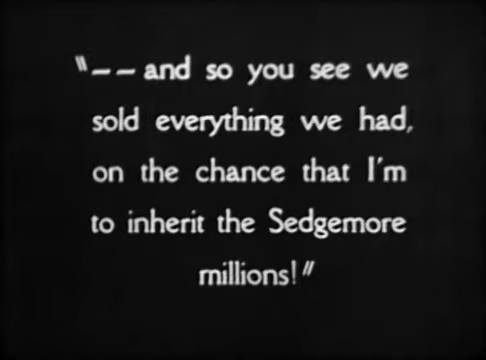 "-- and so you see we
sold everything we had,
on the chance that I'm
to inherit the Sedgemore
millions!"